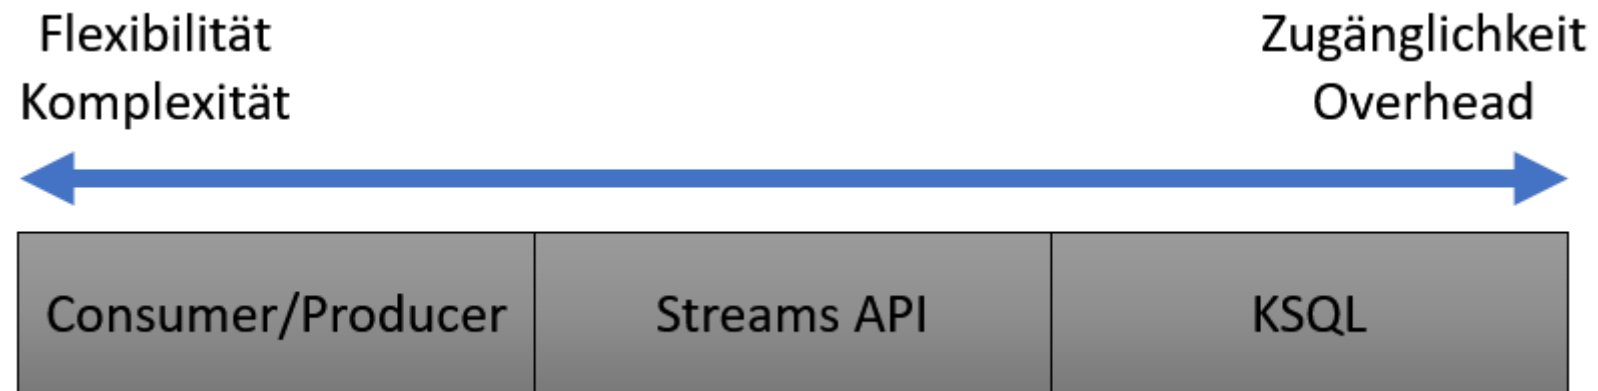 Flexibilität
Komplexität
Zugänglichkeit
Overhead
Consumer/Producer
Streams API
KSQL